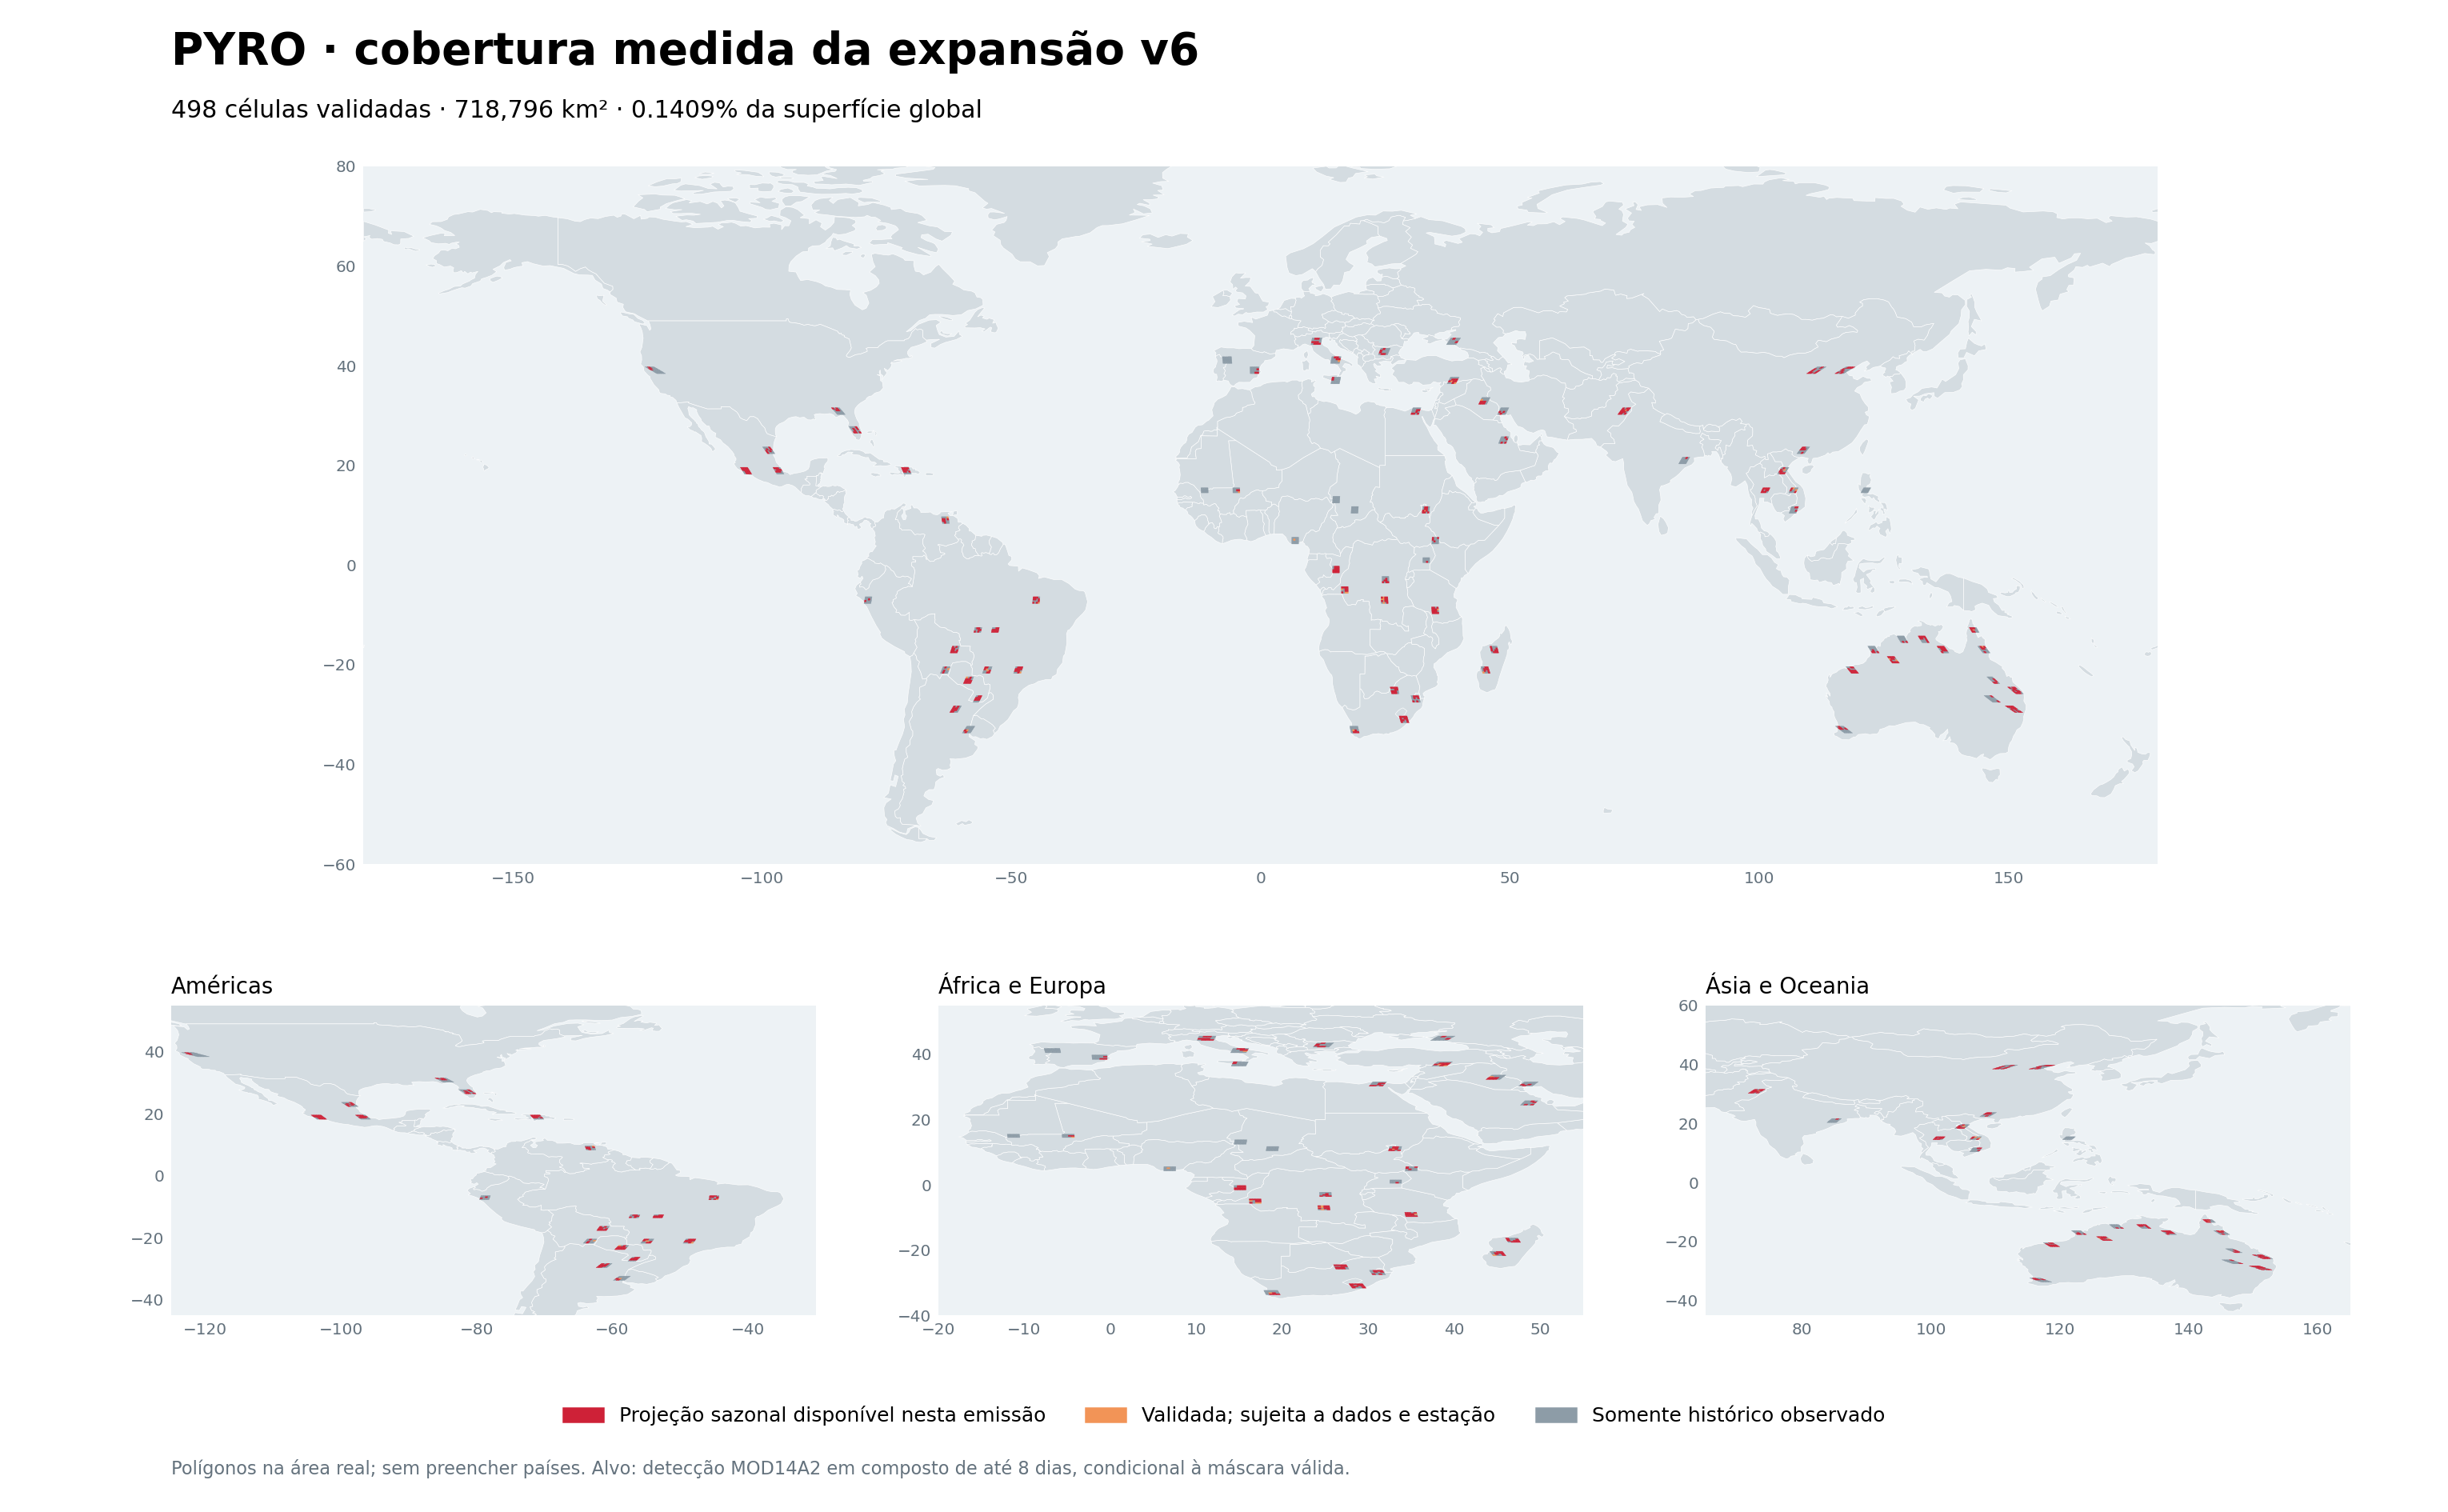 PYRO · cobertura medida da expansão v6
498 células validadas · 718,796 km² · 0.1409% da superfície global
80
60
40
20
0
−20
−40
−60
−150 −100 −50 0 50 100 150
Américas
40
20
0
−20
−40
−120 −100 −80 −60 −40
África e Europa
40
20
0
−20
−40
−20 −10 0 10 20 30 40 50
Ásia e Oceania
60
40
20
0
−20
−40
80 100 120 140 160
Projeção sazonal disponível nesta emissão
Validada; sujeita a dados e estação
Somente histórico observado
Polígonos na área real; sem preencher países. Alvo: detecção MOD14A2 em composto de até 8 dias, condicional à máscara válida.